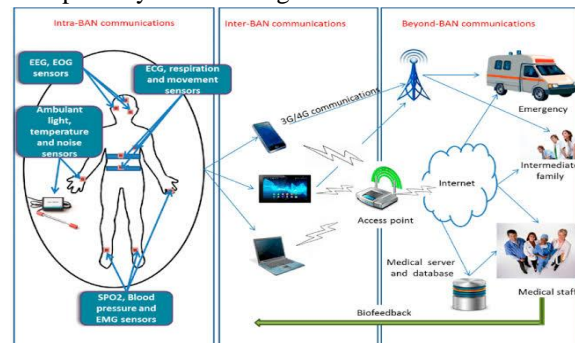 Intra-BAN communications
Inter-BAN communications
Beyond-BAN communications
EEG, EOG
sensors
ECG, respiration
and movement
sensors
Ambulant
light,
temperature
and noise
sensors
SPO2, Blood
pressure and
EMG sensors
3G/4G communications
Access point
Internet
Emergency
Intermediate
family
Medical server
and database
Medical staff
Biofeedback